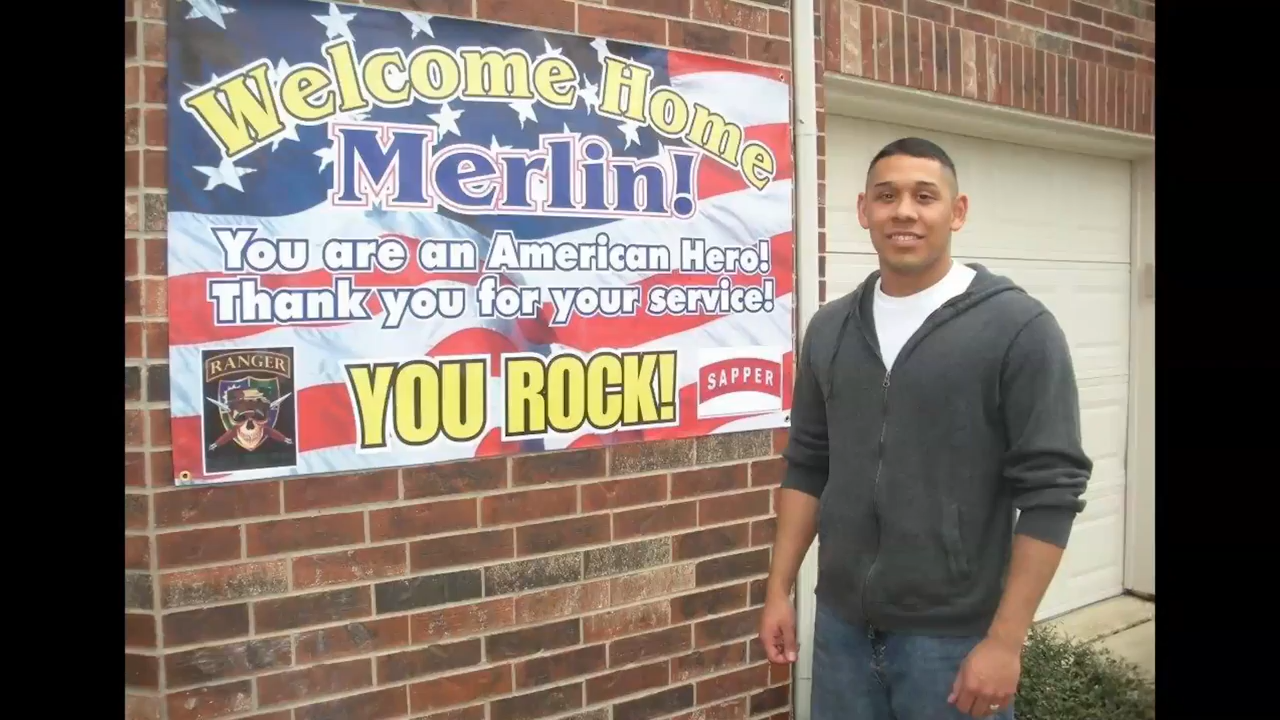 Welcome Home
Merlin!
You are an American Hero!
Thank you for your service!
RANGER
YOU ROCK!
SAPPER